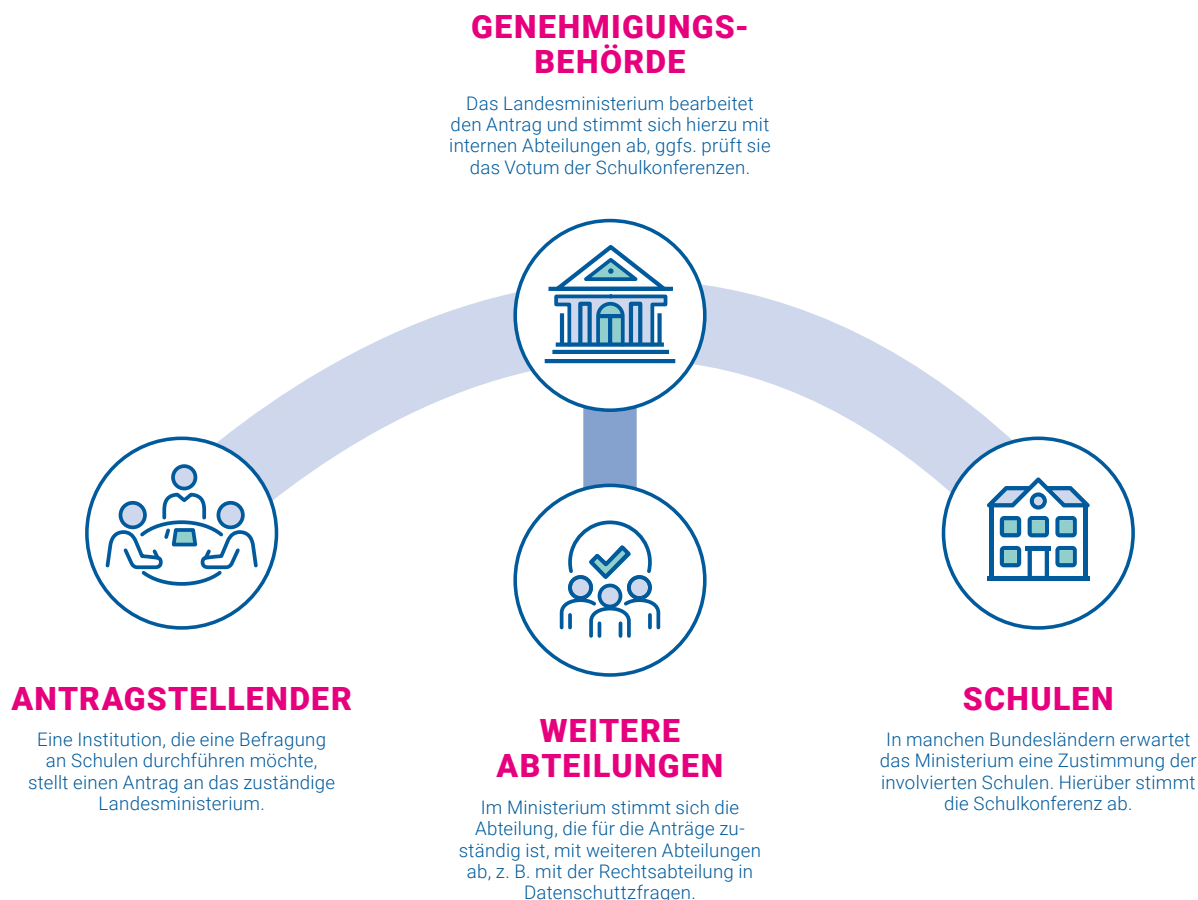 GENEHMIGUNGS-
BEHÖRDE
Das Landesministerium bearbeitet
den Antrag und stimmt sich hierzu mit
internen Abteilungen ab, ggfs. prüft sie
das Votum der Schulkonferenzen.
ANTRAGSTELLENDER
Eine Institution, die eine Befragung
an Schulen durchführen möchte,
stellt einen Antrag an das zuständige
Landesministerium.
WEITERE
ABTEILUNGEN
Im Ministerium stimmt sich die
Abteilung, die für die Anträge zu-
ständig ist, mit weiteren Abteilungen
ab, z. B. mit der Rechtsabteilung in
Datenschuttzfragen.
SCHULEN
In manchen Bundesländern erwartet
das Ministerium eine Zustimmung der
involvierten Schulen. Hierüber stimmt
die Schulkonferenz ab.